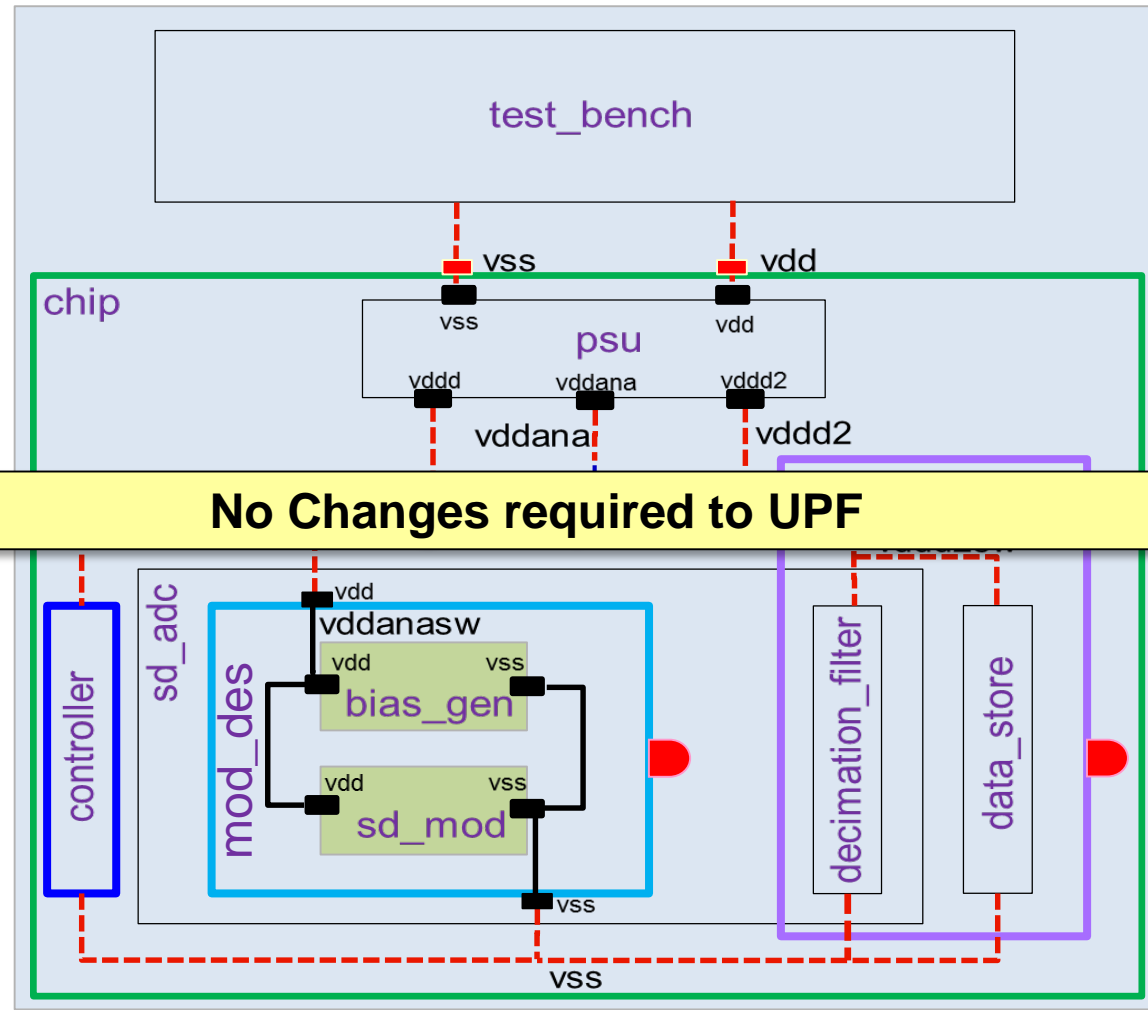 test_bench
vss
vdd
chip
vss
vdd
psu
vddd
vddana
vddd2
vddana
vddd2
No Changes required to UPF
sd_adc
vdd
vddanasw
mod_des
vdd
vss
bias_gen
vdd
vss
sd_mod
controller
decimation_filter
data_store
vss
vss